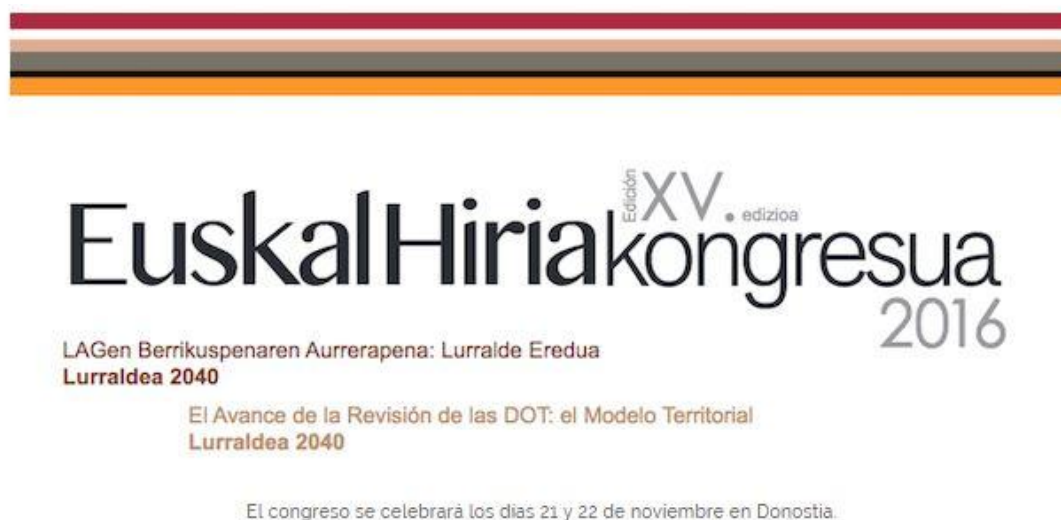 Edición XV. edizioa
EuskalHiriakongresua
2016
LAGen Berrikuspenaren Aurrerapena: Lurralde Eredua
Lurraldea 2040
El Avance de la Revisión de las DOT: el Modelo Territorial
Lurraldea 2040
El congreso se celebrará los días 21 y 22 de noviembre en Donostia.